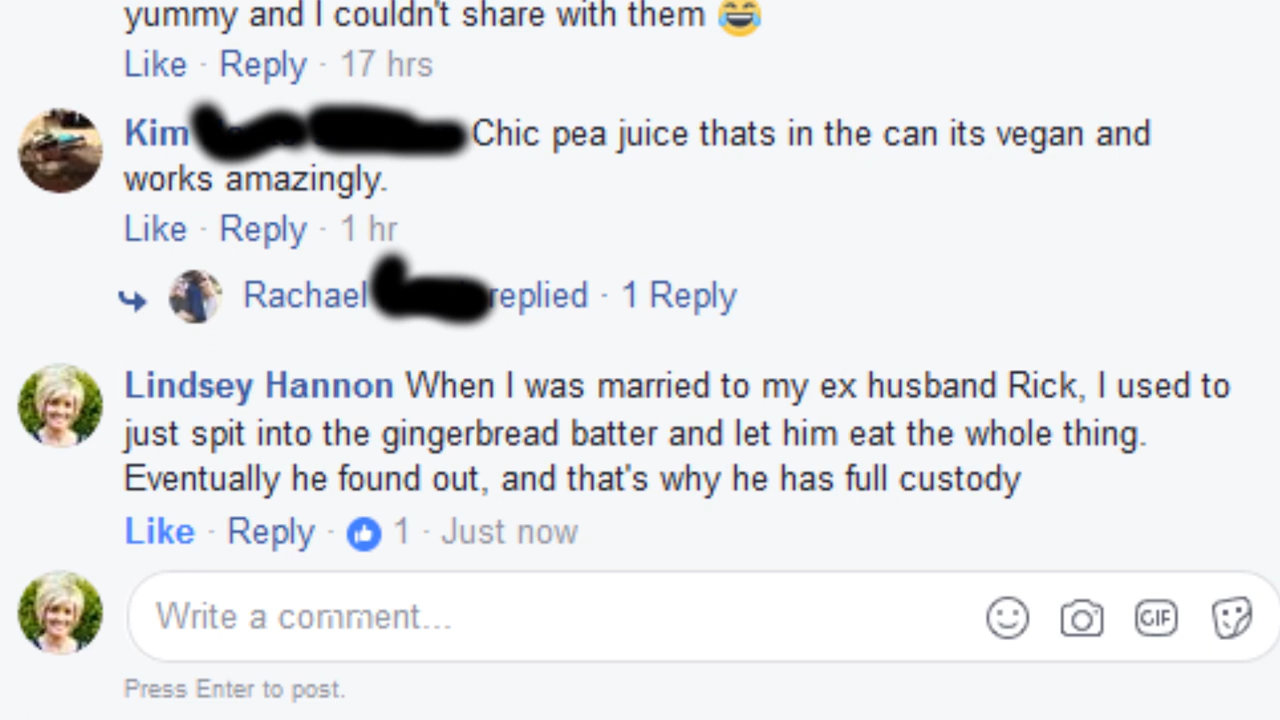 yummy and I couldn't share with them 😂
Like · Reply · 17 hrs
Kim Chic pea juice thats in the can its vegan and
works amazingly.
Like · Reply · 1 hr
Rachael replied · 1 Reply
Lindsey Hannon When I was married to my ex husband Rick, I used to
just spit into the gingerbread batter and let him eat the whole thing.
Eventually he found out, and that's why he has full custody
Like · Reply · 1 · Just now
Write a comment...
GIF
Press Enter to post.